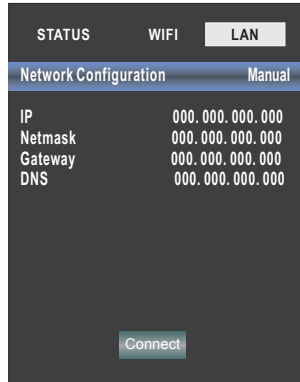 STATUS WIFI LAN
Network Configuration Manual
IP 000.000.000.000
Netmask 000.000.000.000
Gateway 000.000.000.000
DNS 000.000.000.000
Connect